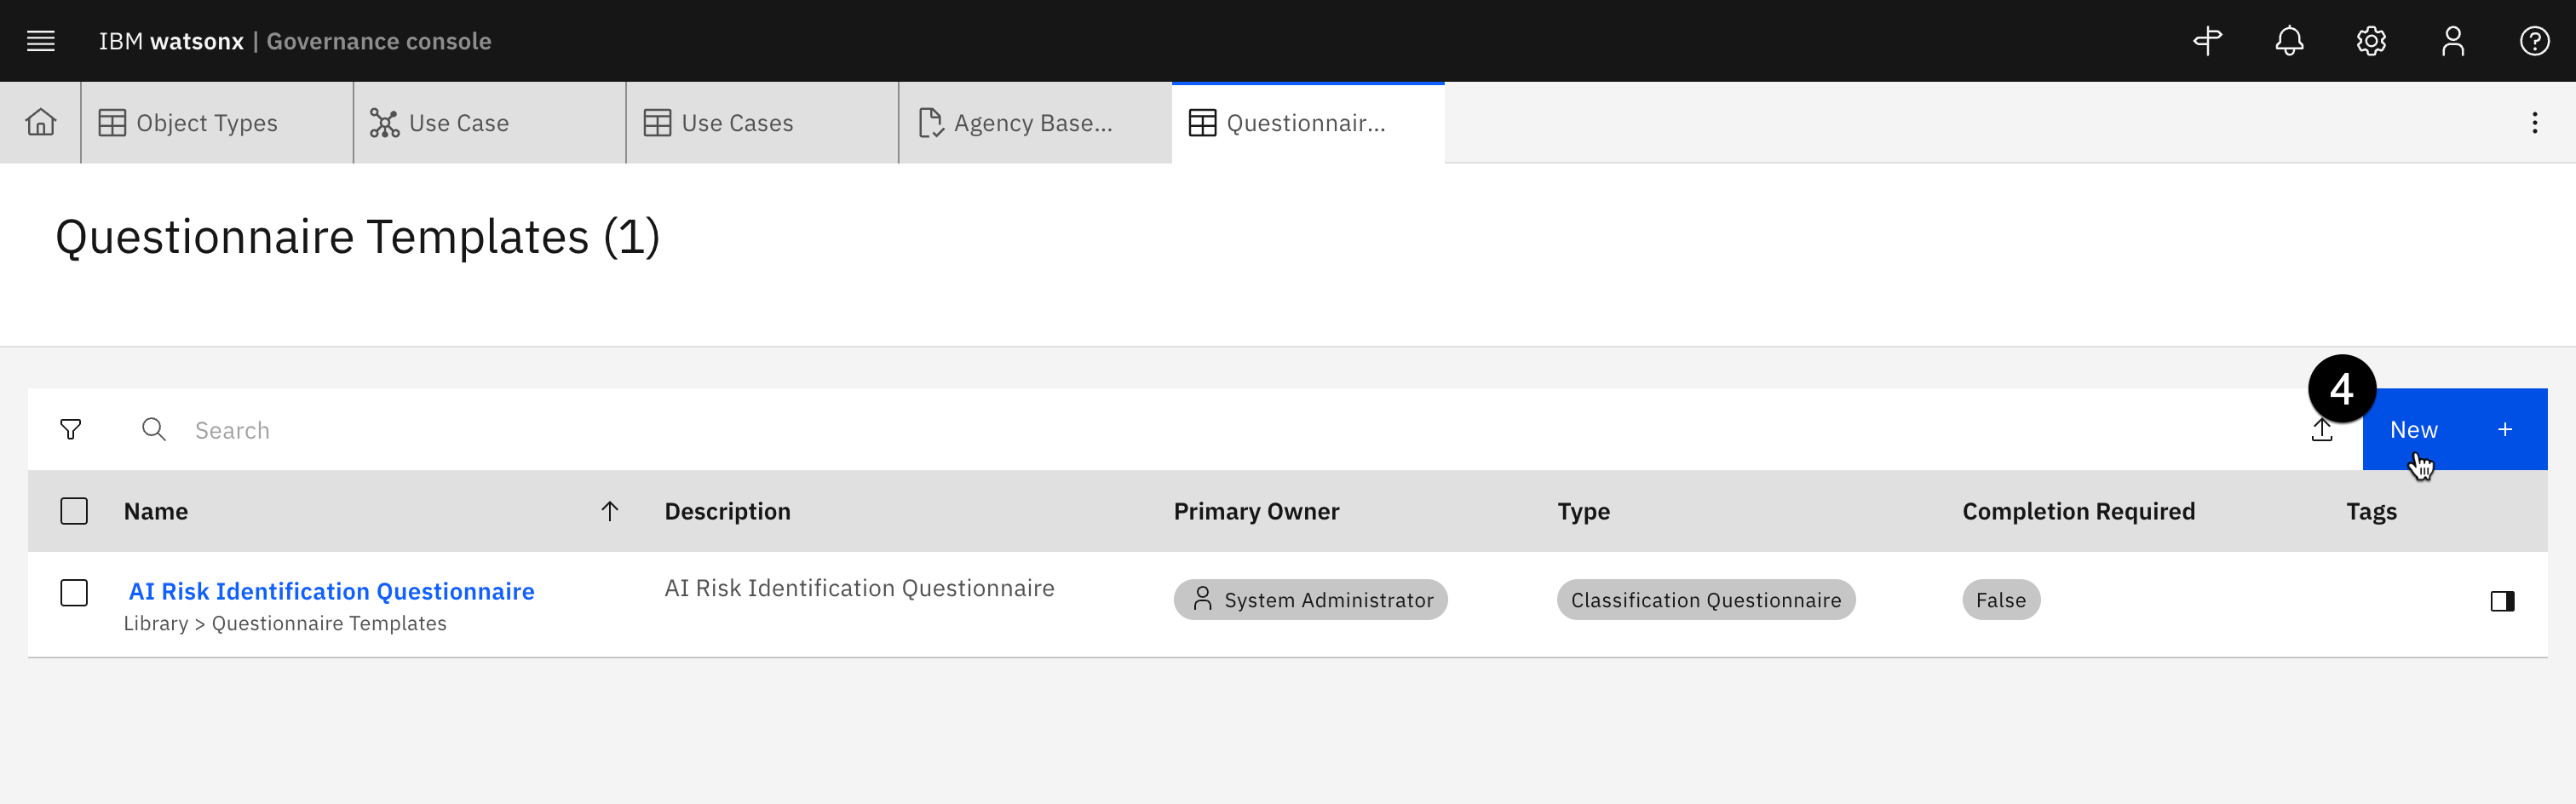 IBM watsonx | Governance console
Object Types
Use Case
Use Cases
Agency Base...
Questionnair...
Questionnaire Templates (1)
4
Search
New +
Name
Description
Primary Owner
Type
Completion Required
Tags
AI Risk Identification Questionnaire
Library > Questionnaire Templates
AI Risk Identification Questionnaire
System Administrator
Classification Questionnaire
False